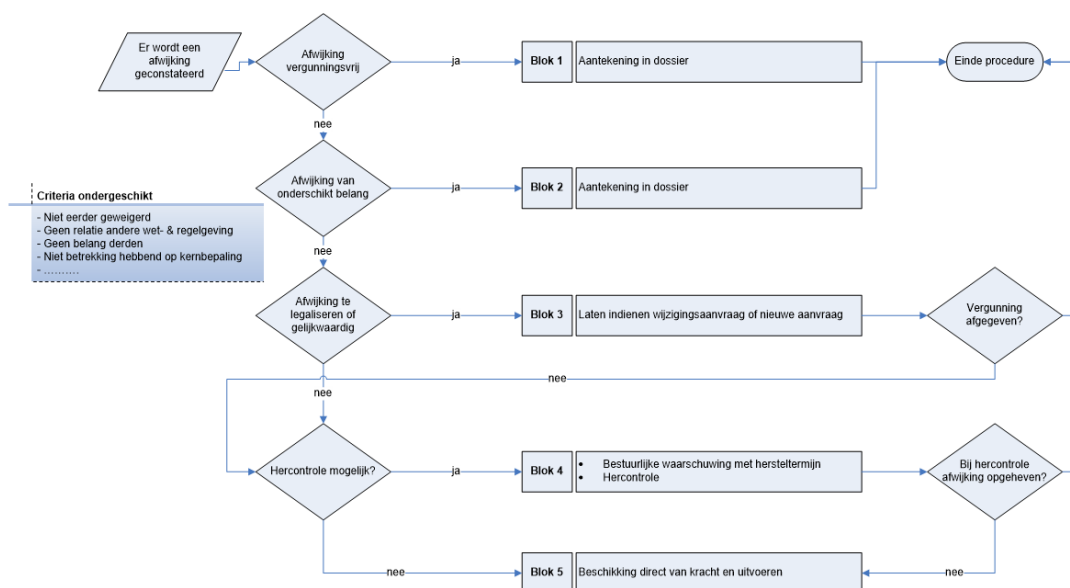 Er wordt een
afwijking
geconstateerd
Afwijking
vergunningsvrij
ja
Blok 1
Aantekening in dossier
Einde procedure
nee
Afwijking van
onderschikt belang
ja
Blok 2
Aantekening in dossier
Criteria ondergeschikt
- Niet eerder geweigerd
- Geen relatie andere wet- & regelgeving
- Geen belang derden
- Niet betrekking hebbend op kernbepaling
- ..........
nee
Afwijking te
legaliseren of
gelijkwaardig
ja
Blok 3
Laten indienen wijzigingsaanvraag of nieuwe aanvraag
Vergunning
afgegeven?
nee
nee
Hercontrole mogelijk?
ja
Blok 4
• Bestuurlijke waarschuwing met hersteltermijn
• Hercontrole
Bij hercontrole
afwijking opgeheven?
nee
Blok 5
Beschikking direct van kracht en uitvoeren
nee